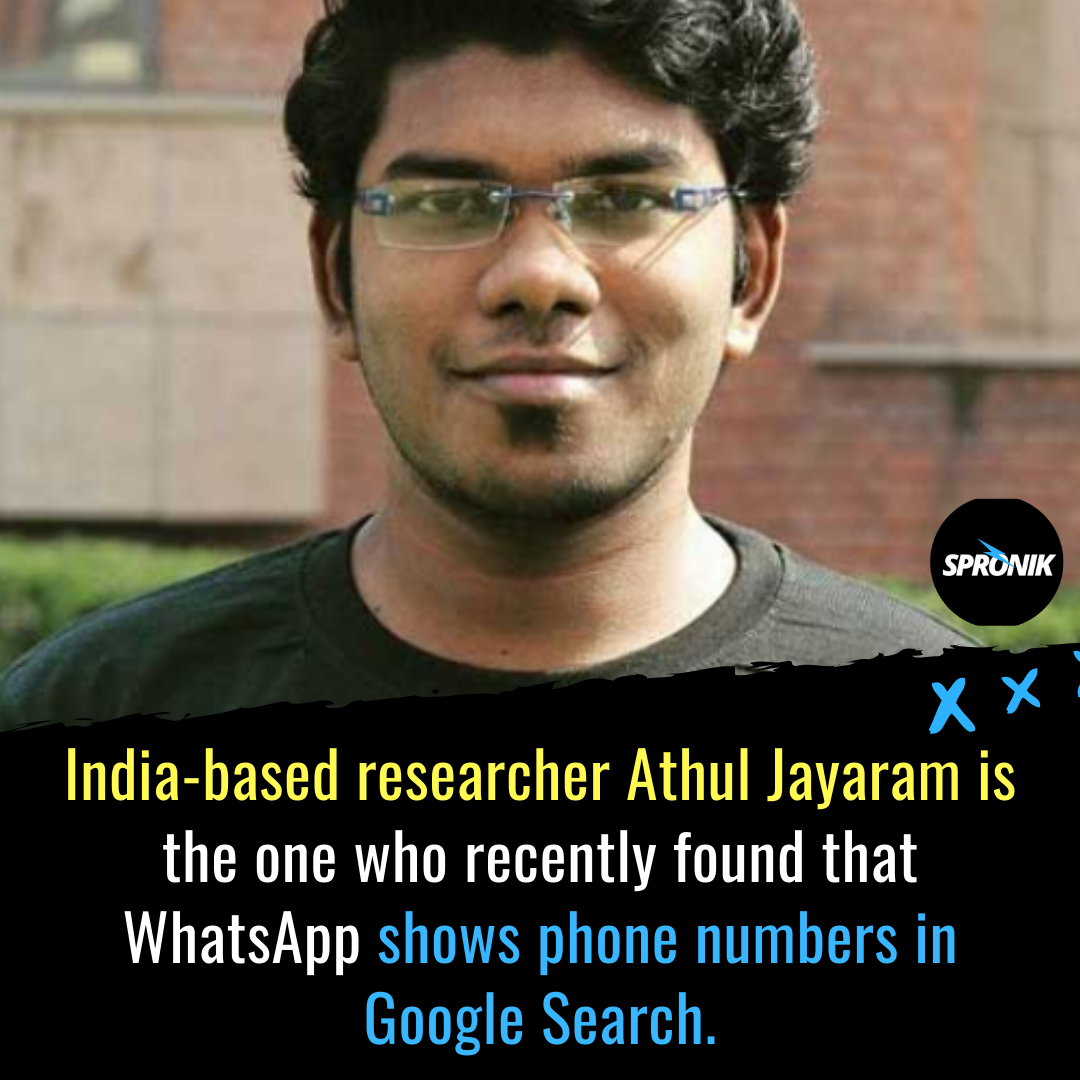 SPRONIK
India-based researcher Athul Jayaram is
the one who recently found that
WhatsApp shows phone numbers in
Google Search.